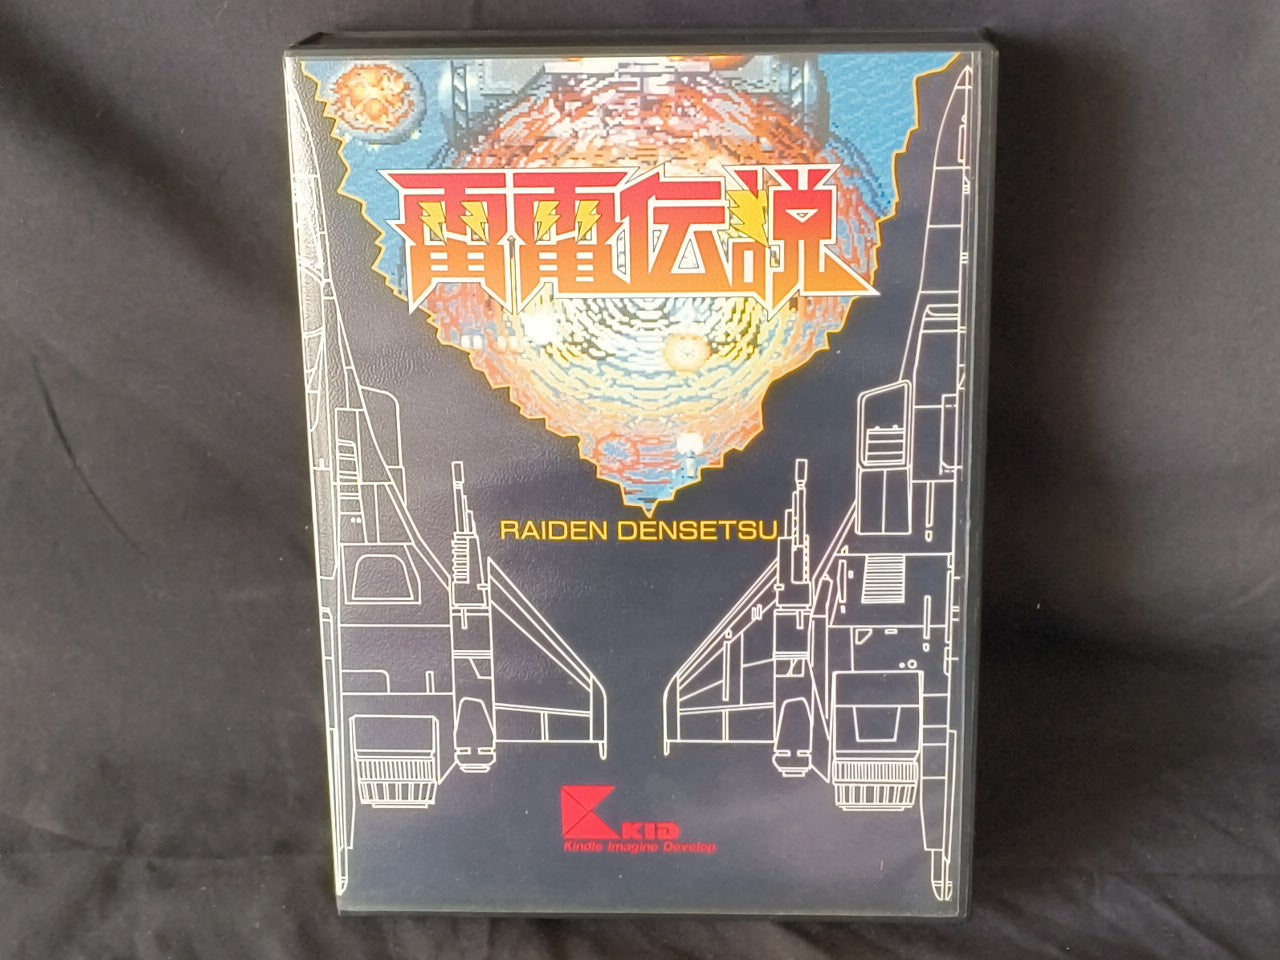 雷電伝説
RAIDEN DENSETSU
KID
Kindle Imagine Develop